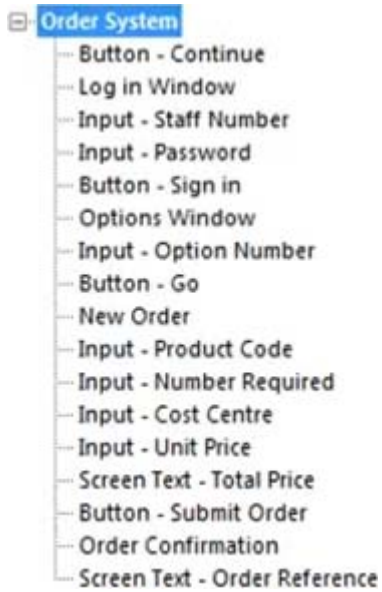 Order System
Button - Continue
Log in Window
Input - Staff Number
Input - Password
Button - Sign in
Options Window
Input - Option Number
Button - Go
New Order
Input - Product Code
Input - Number Required
Input - Cost Centre
Input - Unit Price
Screen Text - Total Price
Button - Submit Order
Order Confirmation
Screen Text - Order Reference